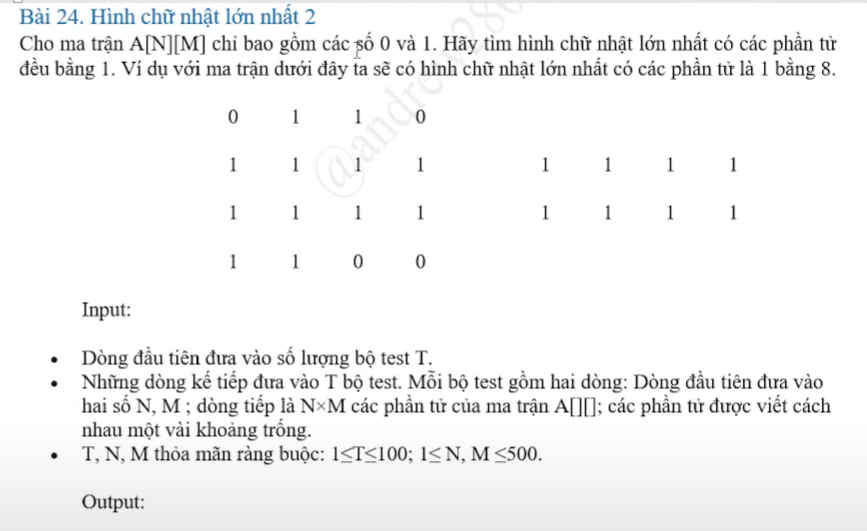 Bài 24. Hình chữ nhật lớn nhất 2
Cho ma trận A[N][M] chỉ bao gồm các số 0 và 1. Hãy tìm hình chữ nhật lớn nhất có các phần tử
đều bằng 1. Ví dụ với ma trận dưới đây ta sẽ có hình chữ nhật lớn nhất có các phần tử là 1 bằng 8.
0 1 1 0
1 1 1 1 1 1 1 1
1 1 1 1 1 1 1 1
1 1 0 0
Input:
• Dòng đầu tiên đưa vào số lượng bộ test T.
• Những dòng kế tiếp đưa vào T bộ test. Mỗi bộ test gồm hai dòng: Dòng đầu tiên đưa vào
hai số N, M ; dòng tiếp là N×M các phần tử của ma trận A[][]; các phần tử được viết cách
nhau một vài khoảng trống.
• T, N, M thỏa mãn ràng buộc: 1≤T≤100; 1≤ N, M ≤500.
Output: